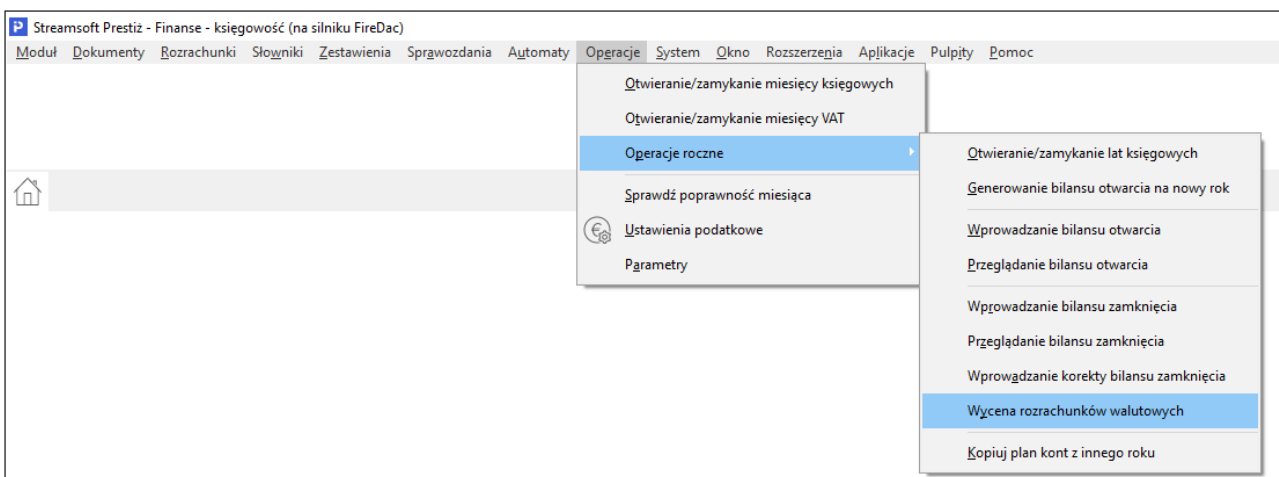 Streamsoft Prestiż - Finanse - księgowość (na silniku FireDac)
Moduł Dokumenty Rozrachunki Słowniki Zestawienia Sprawozdania Automaty Operacje System Okno Rozszerzenia Aplikacje Pulpity Pomoc
Otwieranie/zamykanie miesięcy księgowych
Otwieranie/zamykanie miesięcy VAT
Operacje roczne
Sprawdź poprawność miesiąca
Ustawienia podatkowe
Parametry
Otwieranie/zamykanie lat księgowych
Generowanie bilansu otwarcia na nowy rok
Wprowadzanie bilansu otwarcia
Przeglądanie bilansu otwarcia
Wprowadzanie bilansu zamknięcia
Przeglądanie bilansu zamknięcia
Wprowadzanie korekty bilansu zamknięcia
Wycena rozrachunków walutowych
Kopiuj plan kont z innego roku